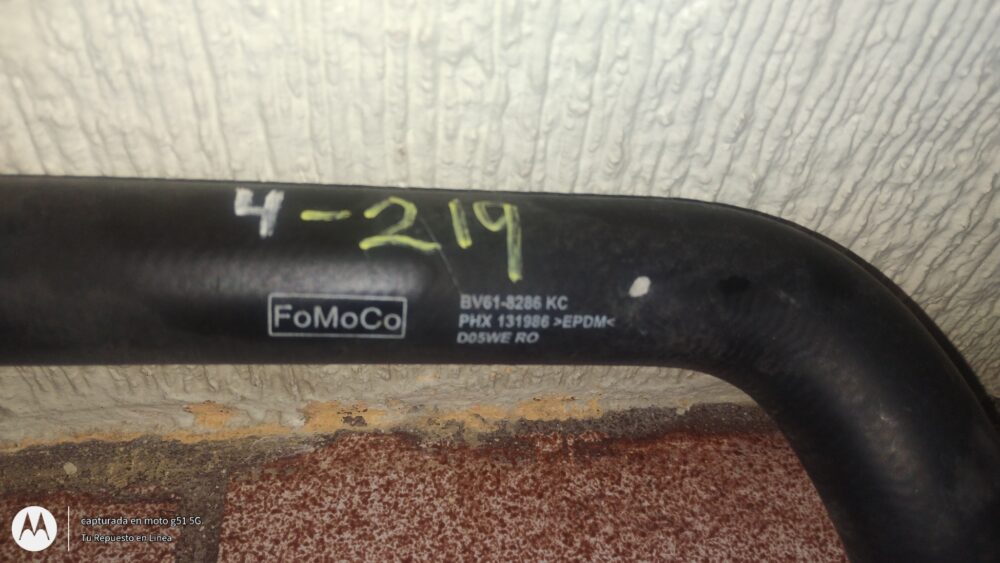 4-219
FoMoCo
BV61-8286 KC
PHX 131986 >EPDM<
D05WE RO
capturada en moto g51 5G
Tu Repuesto en Linea